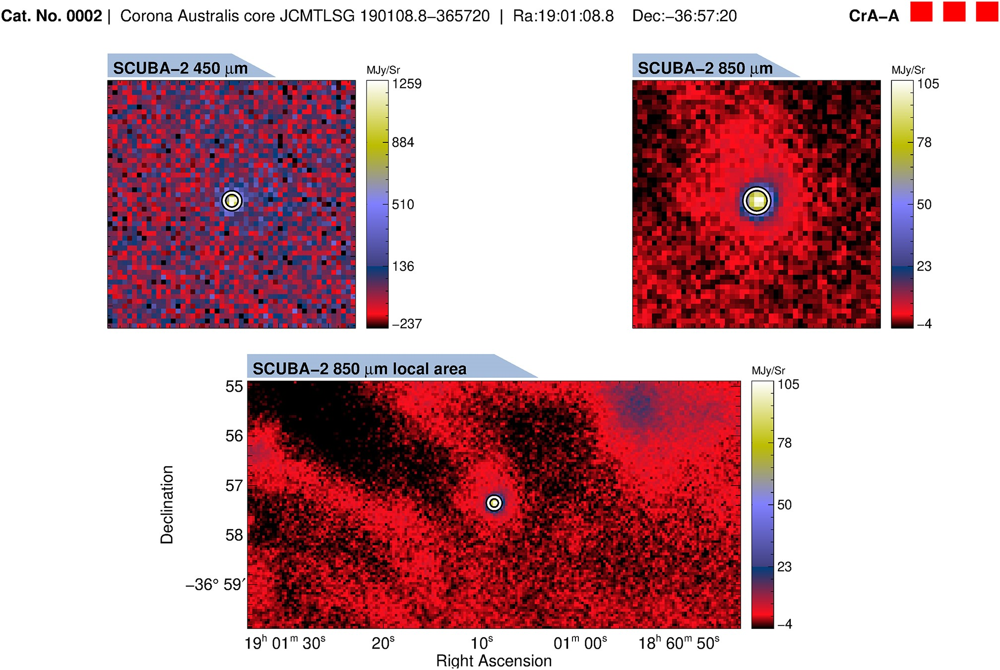 Cat. No. 0002 | Corona Australis core JCMTLSG 190108.8−365720 | Ra:19:01:08.8 Dec:−36:57:20 CrA−A
SCUBA−2 450 μm
MJy/Sr
1259
884
510
136
−237
SCUBA−2 850 μm
MJy/Sr
105
78
50
23
−4
SCUBA−2 850 μm local area
MJy/Sr
105
78
50
23
−4
Declination
55
56
57
58
−36° 59′
19h 01m 30s 20s 10s 01m 00s 18h 60m 50s
Right Ascension